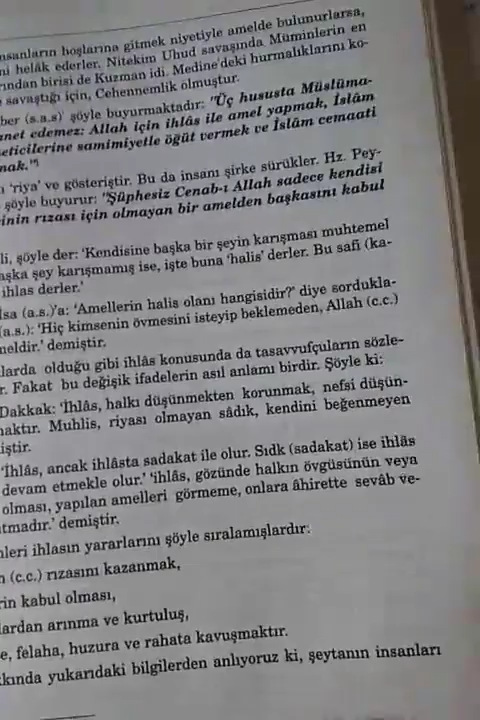 nsanların hoşlarına gitmek niyetiyle amelde bulunurlarsa,
ni helâk ederler. Nitekim Uhud savaşında Müminlerin en
rından birisi de Kuzman idi. Medine'deki hurmalıklarını ko-
savaştığı için, Cehennemlik olmuştur.
ber (s.a.s)' şöyle buyurmaktadır: "Üç hususta Müslüma-
net edemez: Allah için ihlâs ile amel yapmak, İslâm
eticilerine samimiyetle öğüt vermek ve İslâm cemaati
mak."
'riya' ve gösteriştir. Bu da insanı şirke sürükler. Hz. Pey-
şöyle buyurur: "Şüphesiz Cenab-ı Allah sadece kendisi
inin rızası için olmayan bir amelden başkasını kabul
li, şöyle der: 'Kendisine başka bir şeyin karışması muhtemel
aşka şey karışmamış ise, işte buna 'halis' derler. Bu safi (ka-
ihlas derler.'
İsa (a.s.)'a: 'Amellerin halis olanı hangisidir?' diye sordukla-
(a.s.): 'Hiç kimsenin övmesini isteyip beklemeden, Allah (c.c.)
neldir.' demiştir.
larda olduğu gibi ihlâs konusunda da tasavvufçuların sözle-
r. Fakat bu değişik ifadelerin asıl anlamı birdir. Şöyle ki:
Dakkak: 'İhlâs, halkı düşünmekten korunmak, nefsi düşün-
naktır. Muhlis, riyası olmayan sâdık, kendini beğenmeyen
iştir.
'İhlâs, ancak ihlâsta sadakat ile olur. Sıdk (sadakat) ise ihlâs
devam etmekle olur.' 'ihlâs, gözünde halkın övgüsünün veya
olması, yapılan amelleri görmeme, onlara âhirette sevâb ve-
tmadır.' demiştir.
leri ihlasın yararlarını şöyle sıralamışlardır:
n (c.c.) rızasını kazanmak,
rin kabul olması,
lardan arınma ve kurtuluş,
e, felaha, huzura ve rahata kavuşmaktır.
kında yukarıdaki bilgilerden anlıyoruz ki, şeytanın insanları